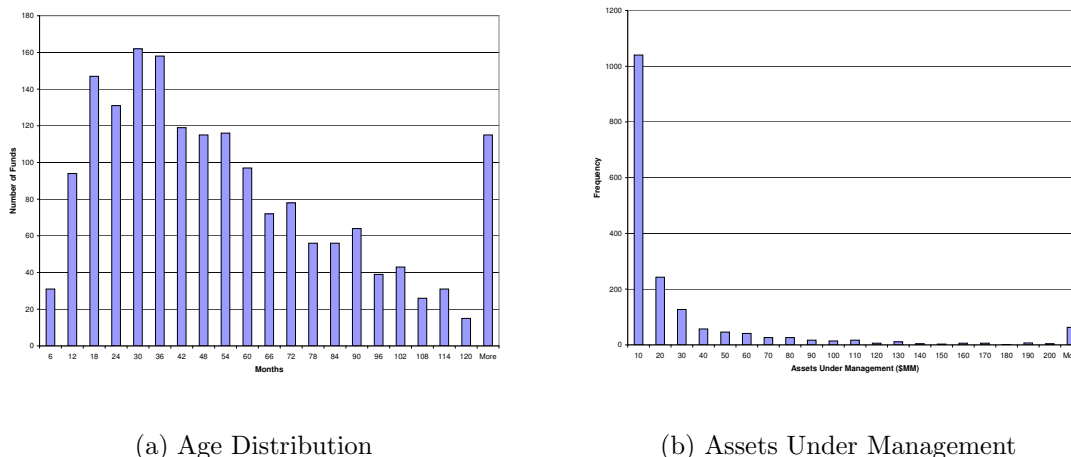 180
160
140
120
100
80
60
40
20
0
Number of Funds
6 12 18 24 30 36 42 48 54 60 66 72 78 84 90 96 102 108 114 120 More
Months
(a) Age Distribution
1200
1000
800
600
400
200
0
Frequency
10 20 30 40 50 60 70 80 90 100 110 120 130 140 150 160 170 180 190 200
Assets Under Management ($MM)
(b) Assets Under Management